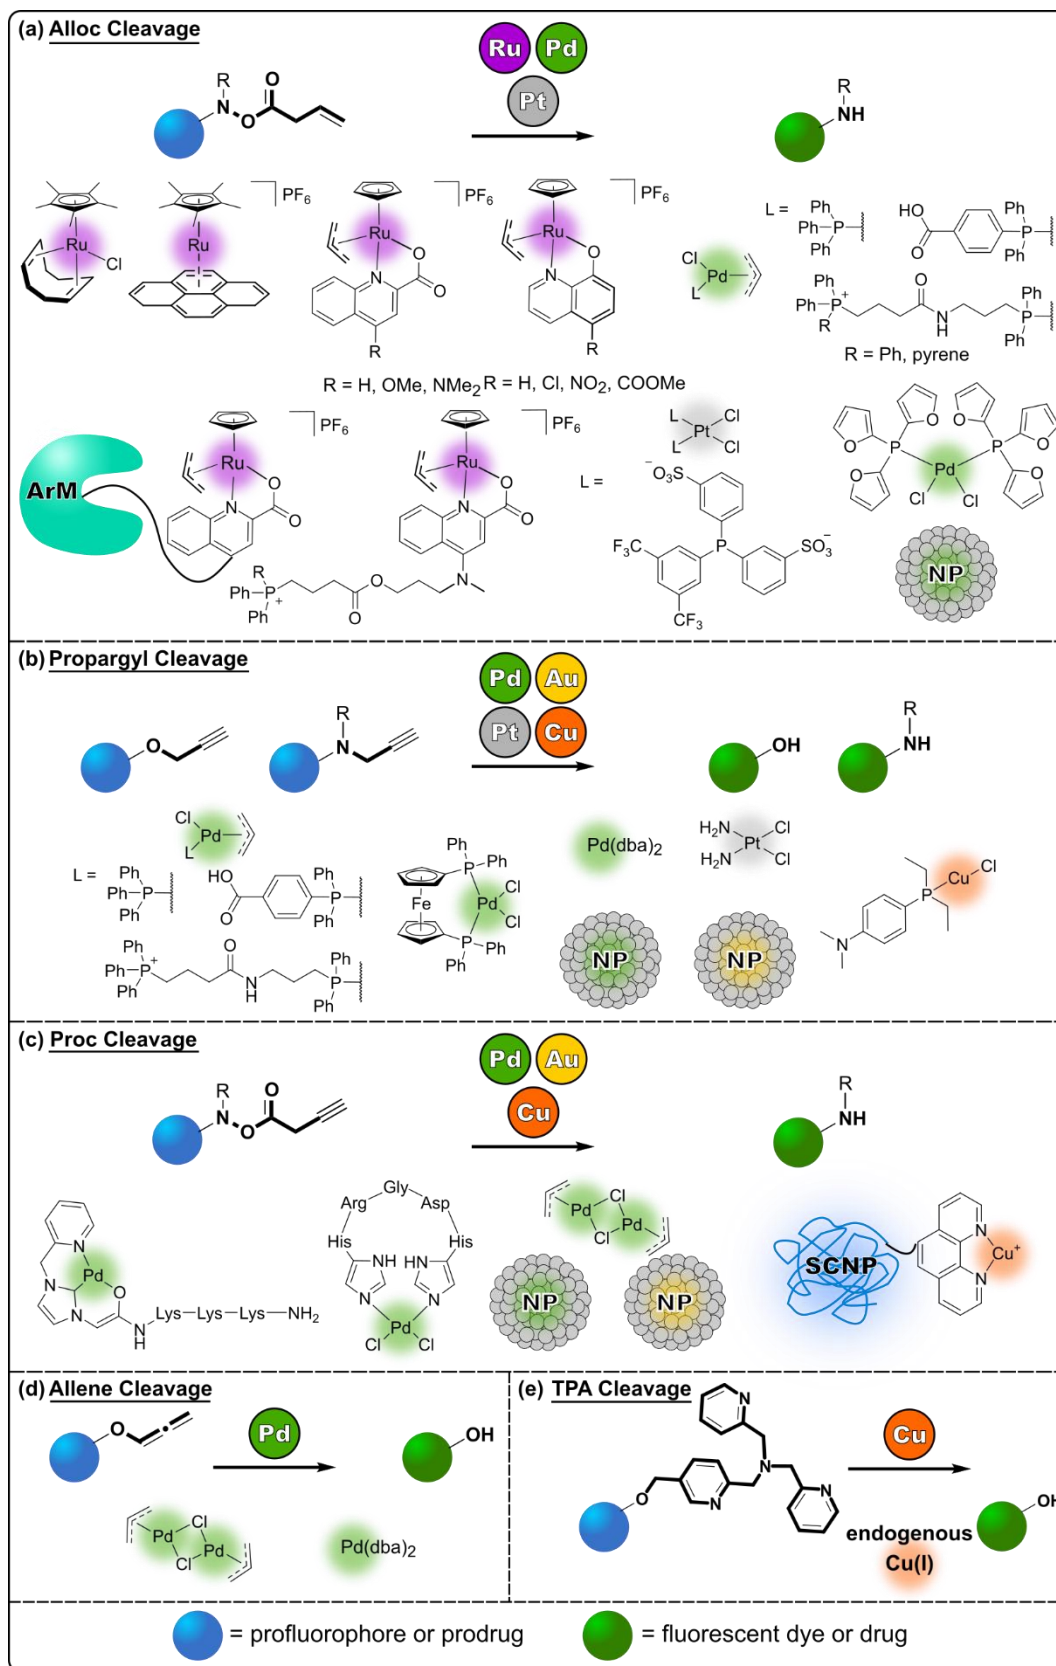 (a) Alloc Cleavage
Ru Pd
Pt
R
N
O
O
R
NH
PF6
PF6
PF6
Ru
Cl
Ru
Ru
O
N
O
R
Ru
O
N
R
Cl
Pd
L
L =
Ph
Ph
P
Ph
HO
O
Ph
P
Ph
Ph
P+
Ph
R
O
N
H
Ph
P
Ph
R = Ph, pyrene
R = H, OMe, NMe2
R = H, Cl, NO2, COOMe
ArM
PF6
Ru
O
N
O
PF6
Ru
O
N
O
N
R
Ph
P+
Ph
O
O
L
Pt
Cl
L
Cl
L =
−O3S
P
SO3−
F3C
CF3
O
O
O
O
O
O
P
P
Pd
Cl
Cl
NP
(b) Propargyl Cleavage
Pd Au
Pt Cu
O
R
N
OH
R
NH
Cl
Pd
L
L =
Ph
Ph
P
Ph
HO
O
Ph
P
Ph
Ph
Ph
P+
Ph
O
N
H
Ph
P
Ph
Ph
Ph
P
Fe
Pd
Cl
Cl
P
Ph
Ph
Pd(dba)2
H2N
Pt
Cl
H2N
Cl
NP
NP
Cu
Cl
P
N
(c) Proc Cleavage
Pd Au
Cu
R
N
O
O
R
NH
N
Pd
N
N
O
N
H
Lys Lys Lys NH2
Arg Gly Asp
His
His
NH
HN
N
N
Pd
Cl
Cl
Pd
Cl
Cl
Pd
NP
NP
SCNP
N
Cu+
N
(d) Allene Cleavage
O
Pd
OH
Pd
Cl
Cl
Pd
Pd(dba)2
(e) TPA Cleavage
N
N
O
N
N
Cu
OH
endogenous
Cu(I)
= profluorophore or prodrug
= fluorescent dye or drug